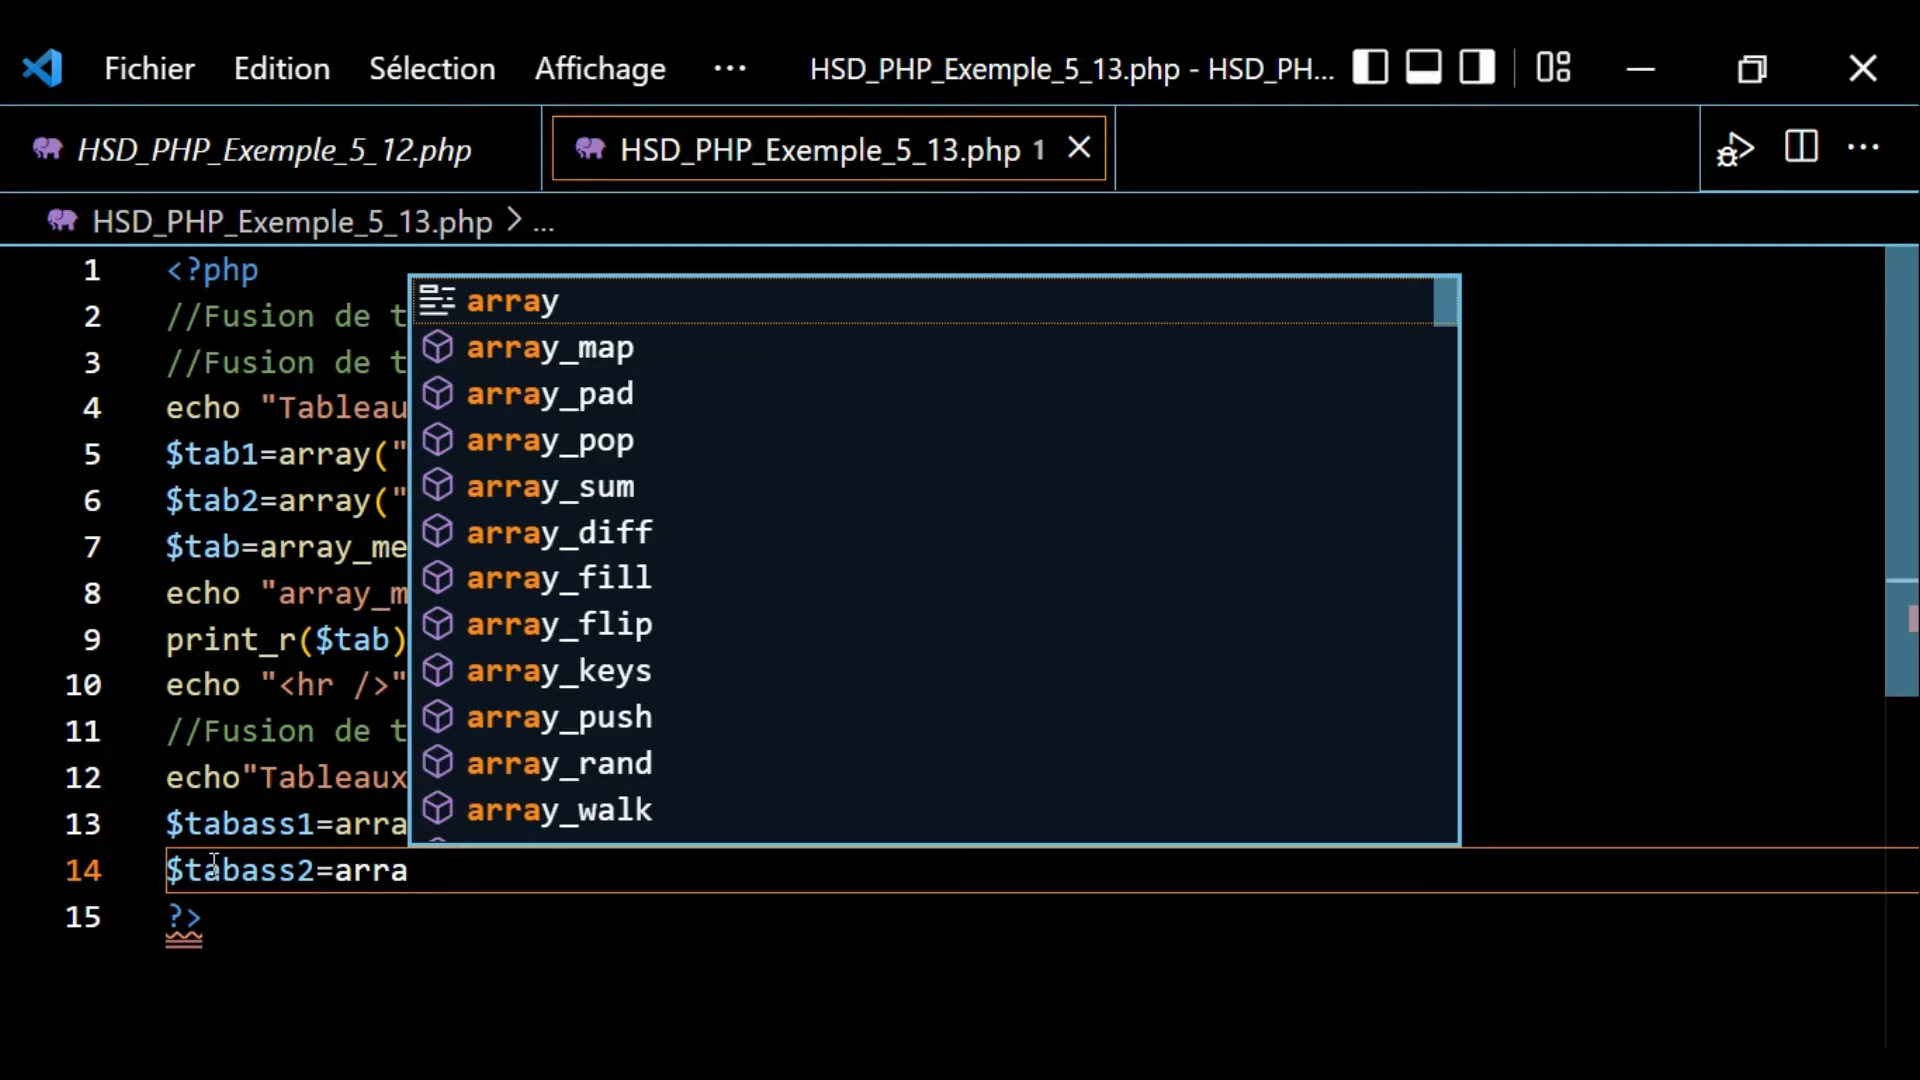 Fichier Edition Sélection Affichage ··· HSD_PHP_Exemple_5_13.php - HSD_PH...
HSD_PHP_Exemple_5_12.php HSD_PHP_Exemple_5_13.php 1
HSD_PHP_Exemple_5_13.php > ...
1 <?php
2 //Fusion de t
3 //Fusion de t
4 echo "Tableau
5 $tab1=array("
6 $tab2=array("
7 $tab=array_me
8 echo "array_m
9 print_r($tab)
10 echo "<hr />"
11 //Fusion de t
12 echo"Tableaux
13 $tabass1=arra
14 $tabass2=arra
15 ?>
array
array_map
array_pad
array_pop
array_sum
array_diff
array_fill
array_flip
array_keys
array_push
array_rand
array_walk